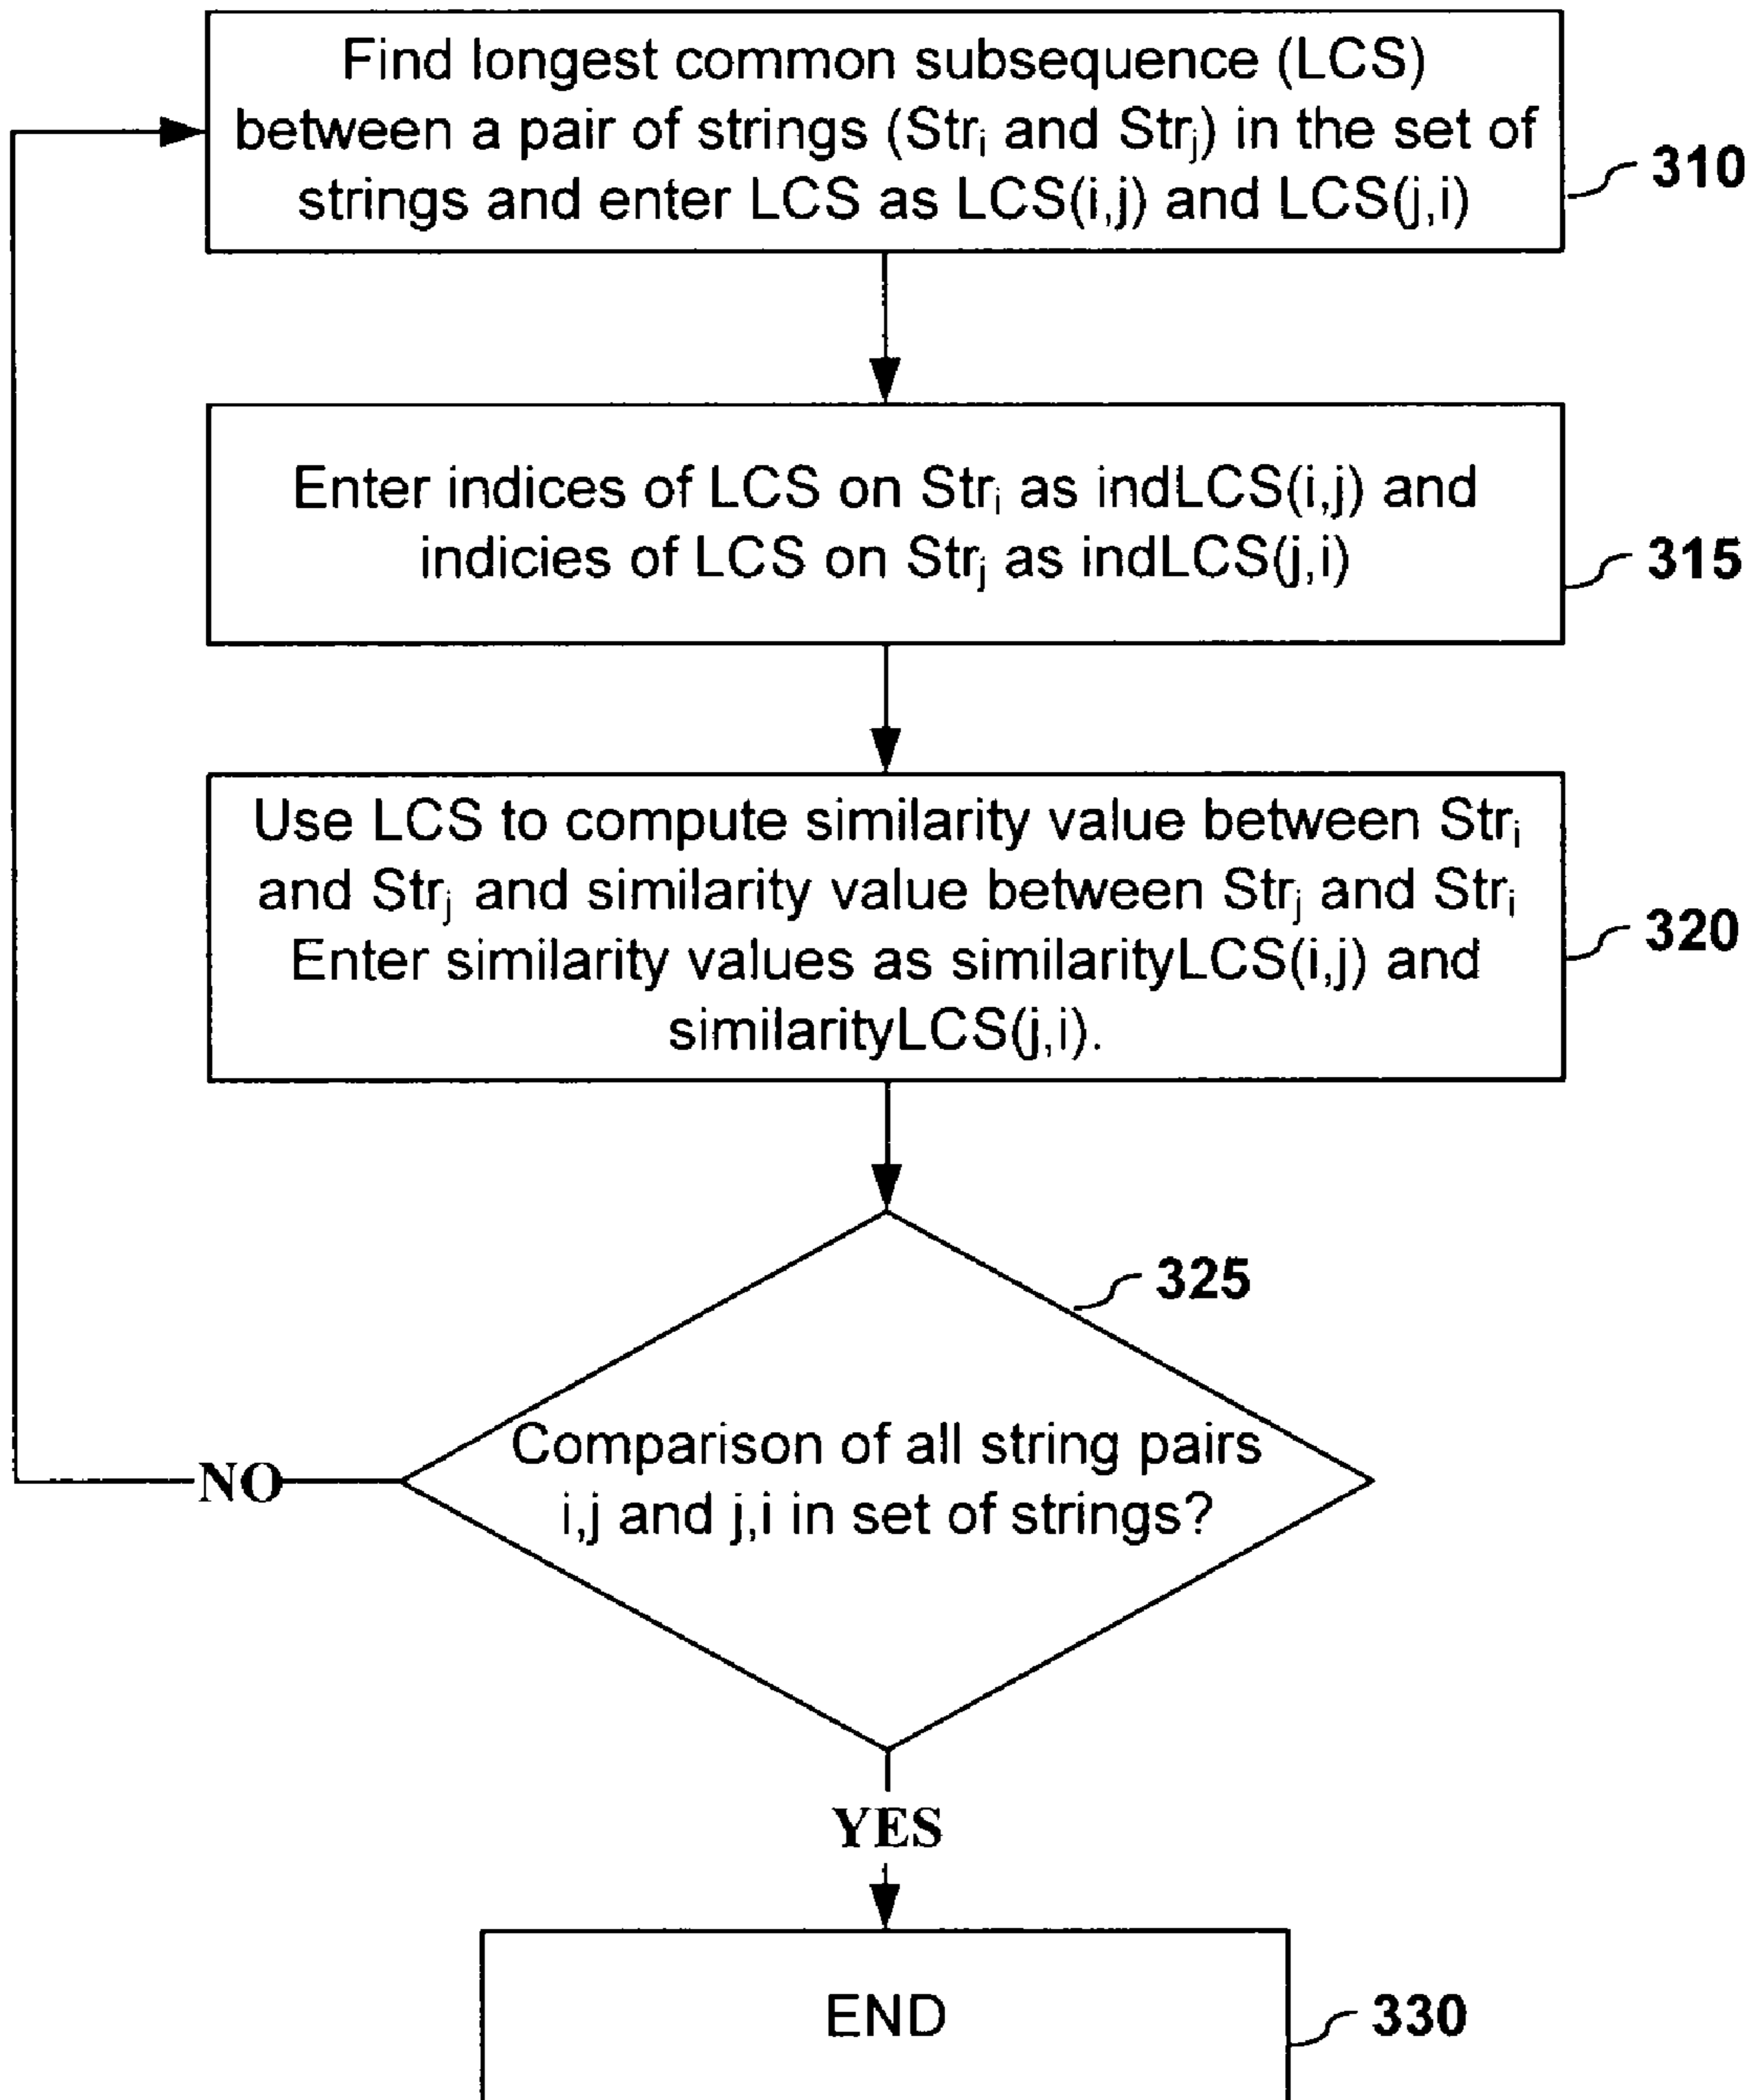 Find longest common subsequence (LCS)
between a pair of strings (Stri and Strj) in the set of
strings and enter LCS as LCS(i,j) and LCS(j,i)
310
Enter indices of LCS on Stri as indLCS(i,j) and
indicies of LCS on Strj as indLCS(j,i)
315
Use LCS to compute similarity value between Stri
and Strj and similarity value between Strj and Stri
Enter similarity values as similarityLCS(i,j) and
similarityLCS(j,i).
320
325
Comparison of all string pairs
i,j and j,i in set of strings?
NO
YES
END
330